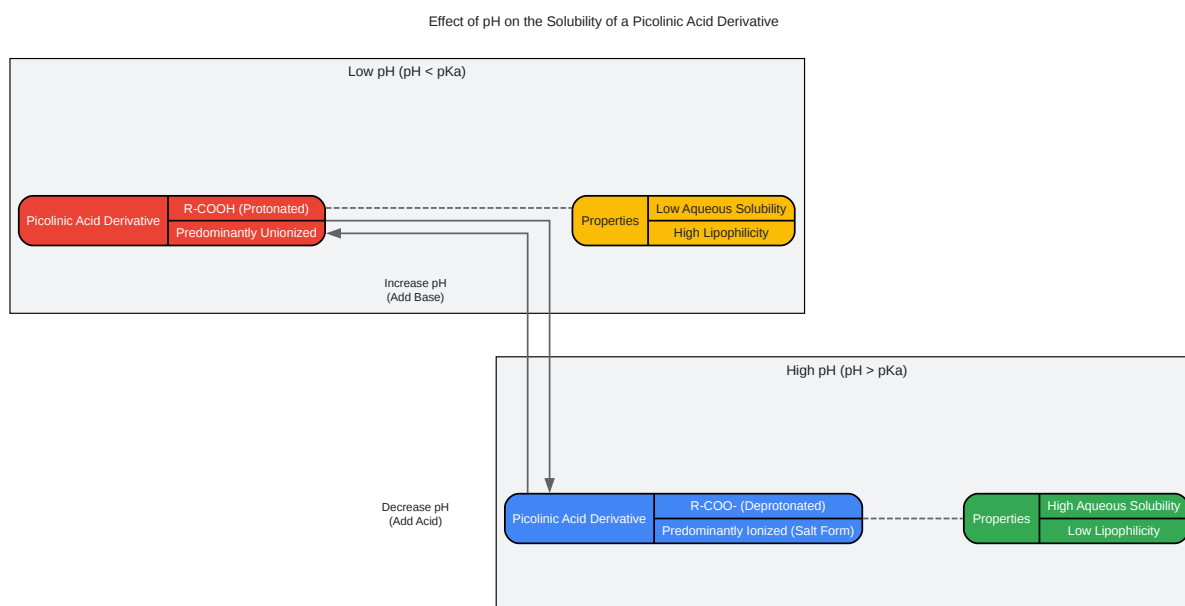 Effect of pH on the Solubility of a Picolinic Acid Derivative
Low pH (pH < pKa)
Picolinic Acid Derivative
R-COOH (Protonated)
Predominantly Unionized
Properties
Low Aqueous Solubility
High Lipophilicity
Increase pH
(Add Base)
High pH (pH > pKa)
Decrease pH
(Add Acid)
Picolinic Acid Derivative
R-COO- (Deprotonated)
Predominantly Ionized (Salt Form)
Properties
High Aqueous Solubility
Low Lipophilicity